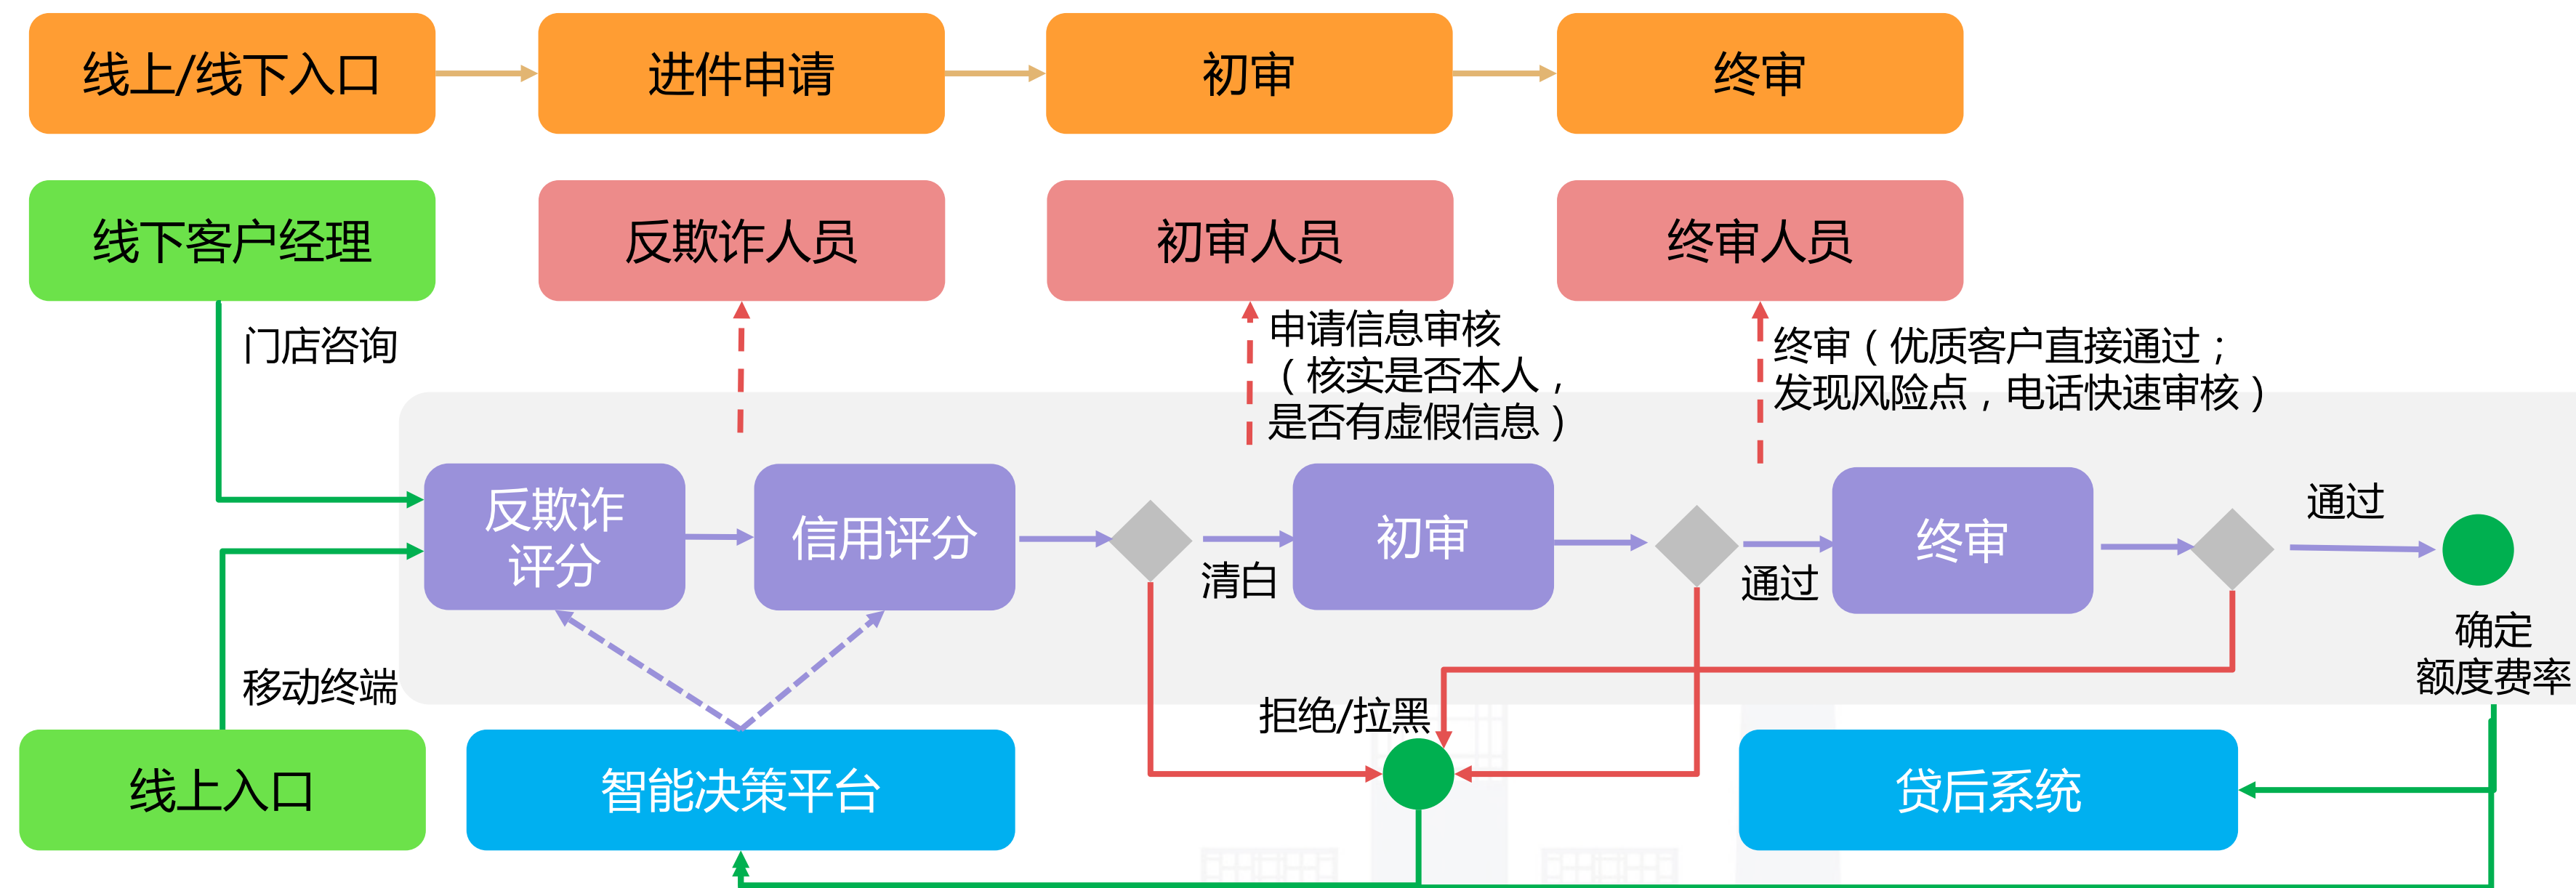 线上/线下入口
进件申请
初审
终审
线下客户经理
反欺诈人员
初审人员
终审人员
门店咨询
申请信息审核
（核实是否本人，
是否有虚假信息）
终审（优质客户直接通过；
发现风险点，电话快速审核）
反欺诈
评分
信用评分
清白
初审
通过
终审
通过
确定
额度费率
移动终端
拒绝/拉黑
线上入口
智能决策平台
贷后系统